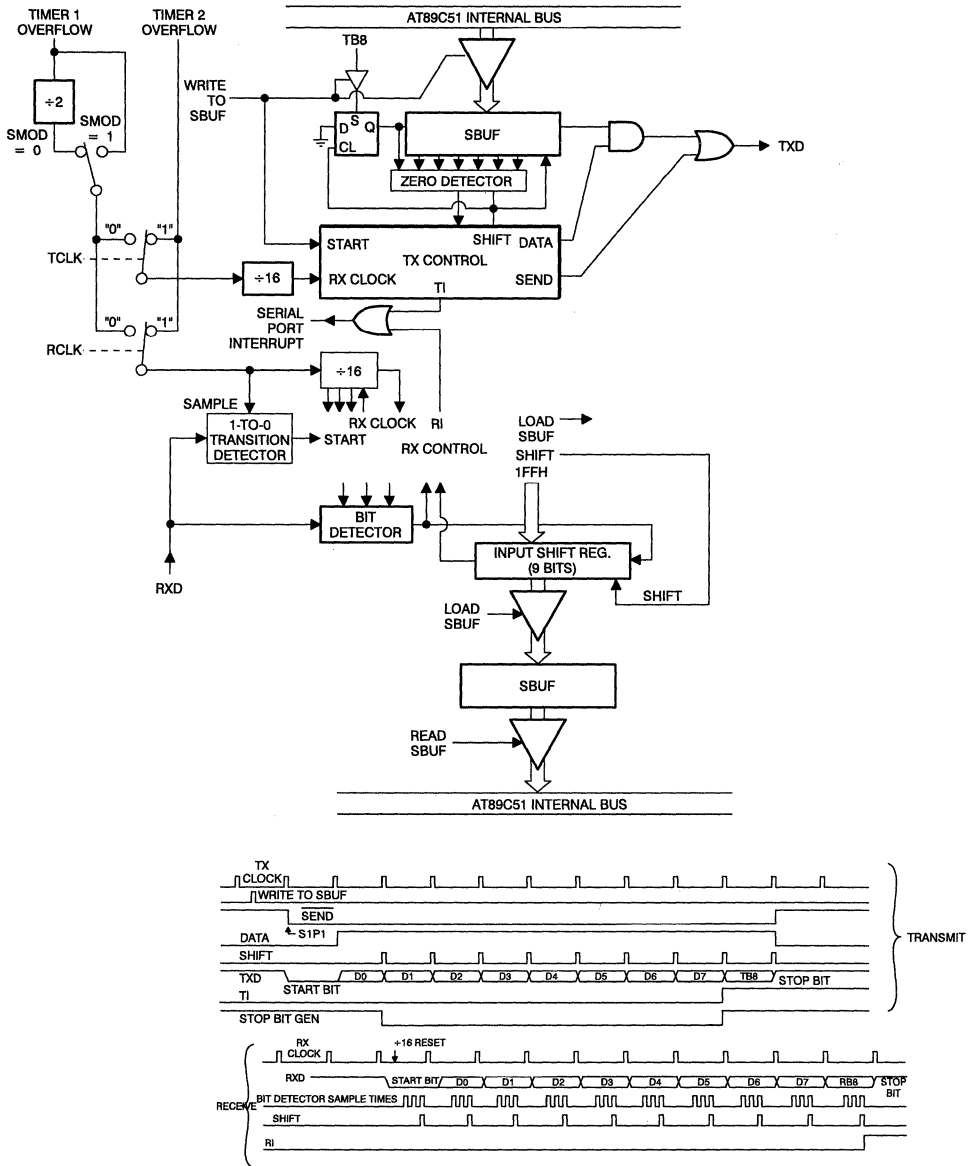 TIMER 1
OVERFLOW
TIMER 2
OVERFLOW
AT89C51 INTERNAL BUS
TB8
÷2
WRITE
TO
SBUF
SMOD
= 0
SMOD
= 1
S
D Q
CL
SBUF
TXD
ZERO DETECTOR
"0" "1"
TCLK
START
SHIFT
DATA
TX CONTROL
÷16
RX CLOCK
SEND
TI
"0" "1"
RCLK
SERIAL
PORT
INTERRUPT
÷16
SAMPLE
1-TO-0
TRANSITION
DETECTOR
START
RX CLOCK RI
RX CONTROL
LOAD
SBUF
SHIFT
1FFH
BIT
DETECTOR
RXD
INPUT SHIFT REG.
(9 BITS)
SHIFT
LOAD
SBUF
SBUF
READ
SBUF
AT89C51 INTERNAL BUS
TX
CLOCK
WRITE TO SBUF
SEND
S1P1
DATA
TRANSMIT
SHIFT
TXD
START BIT
D0 D1 D2 D3 D4 D5 D6 D7 TB8
STOP BIT
TI
STOP BIT GEN
RX
CLOCK
÷16 RESET
RXD
START BIT D0 D1 D2 D3 D4 D5 D6 D7 RB8 STOP
BIT
RECEIVE
BIT DETECTOR SAMPLE TIMES
SHIFT
RI